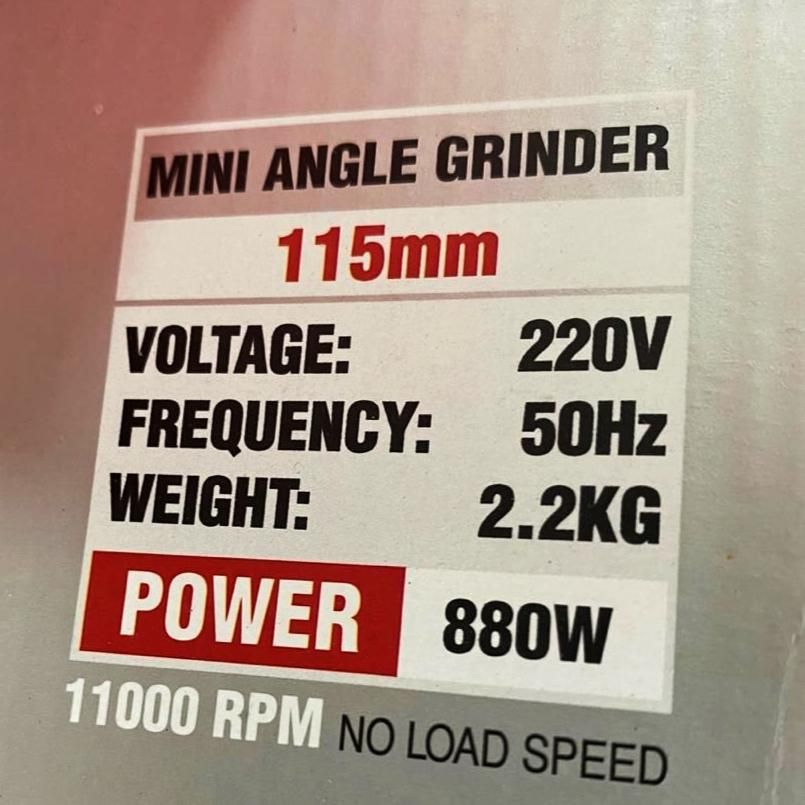 MINI ANGLE GRINDER
115mm
VOLTAGE: 220V
FREQUENCY: 50Hz
WEIGHT: 2.2KG
POWER 880W
11000 RPM NO LOAD SPEED